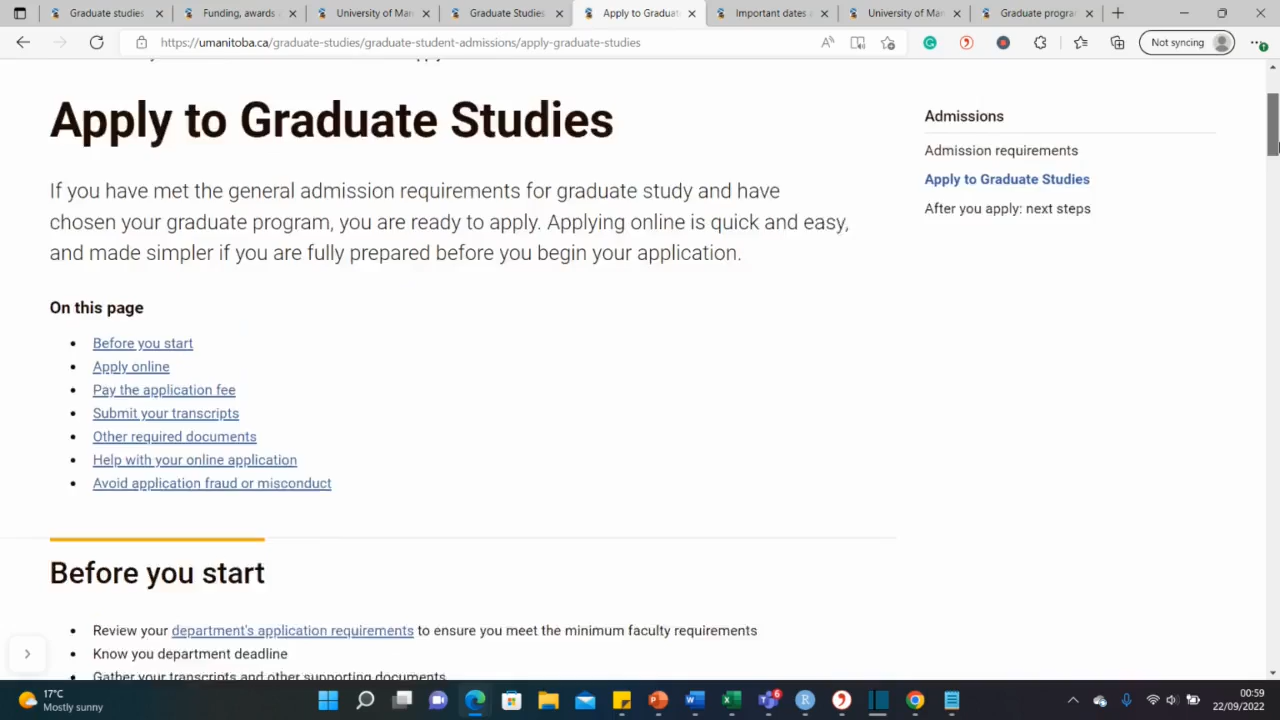 Graduate studies
Funding, awards a
University of Man
Graduate Studies
Apply to Graduat
Important dates a
University of Man
Graduate program
https://umanitoba.ca/graduate-studies/graduate-student-admissions/apply-graduate-studies
Not syncing
Apply to Graduate Studies
If you have met the general admission requirements for graduate study and have
chosen your graduate program, you are ready to apply. Applying online is quick and easy,
and made simpler if you are fully prepared before you begin your application.
On this page
• Before you start
• Apply online
• Pay the application fee
• Submit your transcripts
• Other required documents
• Help with your online application
• Avoid application fraud or misconduct
Before you start
• Review your department's application requirements to ensure you meet the minimum faculty requirements
• Know you department deadline
• Gather your transcripts and other supporting documents
Admissions
Admission requirements
Apply to Graduate Studies
After you apply: next steps
17°C
Mostly sunny
6
00:59
22/09/2022